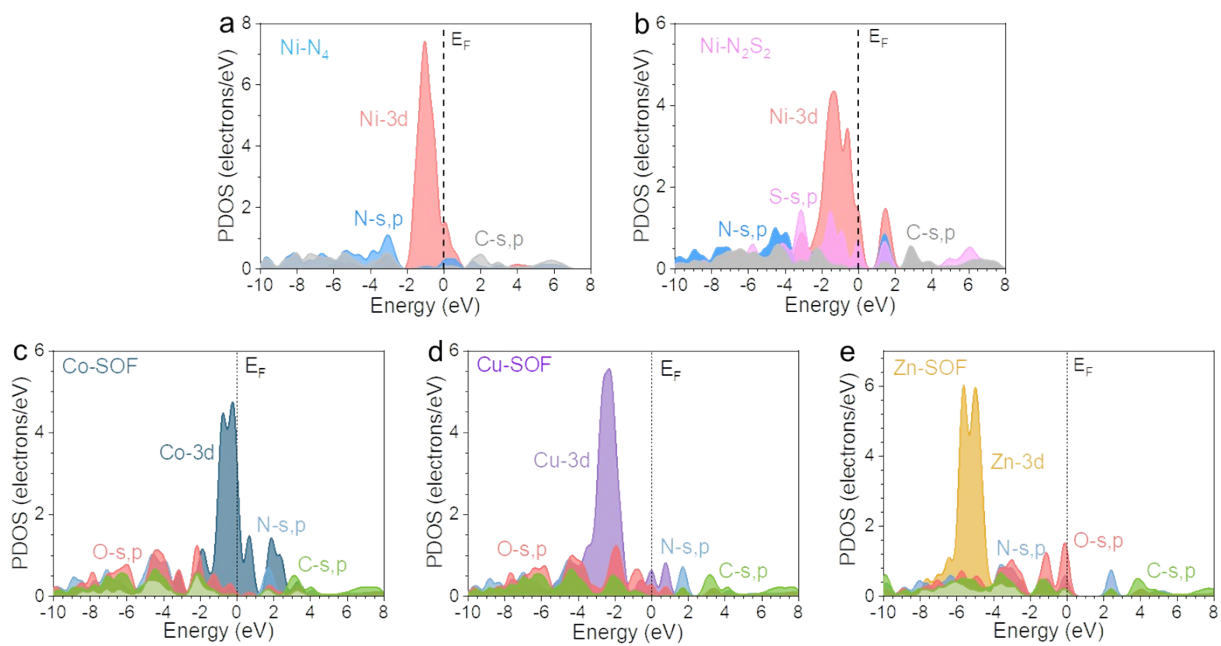 a
Ni-N4
EF
Ni-3d
N-s,p
C-s,p
PDOS (electrons/eV)
8
6
4
2
0
-10 -8 -6 -4 -2 0 2 4 6 8
Energy (eV)
b
Ni-N2S2
EF
Ni-3d
S-s,p
N-s,p
C-s,p
PDOS (electrons/eV)
6
4
2
0
-10 -8 -6 -4 -2 0 2 4 6 8
Energy (eV)
c
Co-SOF
EF
Co-3d
N-s,p
O-s,p
C-s,p
PDOS (electrons/eV)
6
4
2
0
-10 -8 -6 -4 -2 0 2 4 6 8
Energy (eV)
d
Cu-SOF
EF
Cu-3d
O-s,p
N-s,p
C-s,p
PDOS (electrons/eV)
6
4
2
0
-10 -8 -6 -4 -2 0 2 4 6 8
Energy (eV)
e
Zn-SOF
EF
Zn-3d
N-s,p
O-s,p
C-s,p
PDOS (electrons/eV)
6
4
2
0
-10 -8 -6 -4 -2 0 2 4 6 8
Energy (eV)